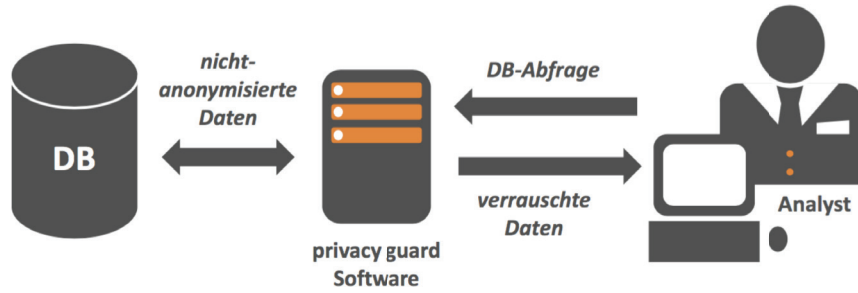 nicht-
anonymisierte
Daten
DB
privacy guard
Software
DB-Abfrage
verrauschte
Daten
Analyst